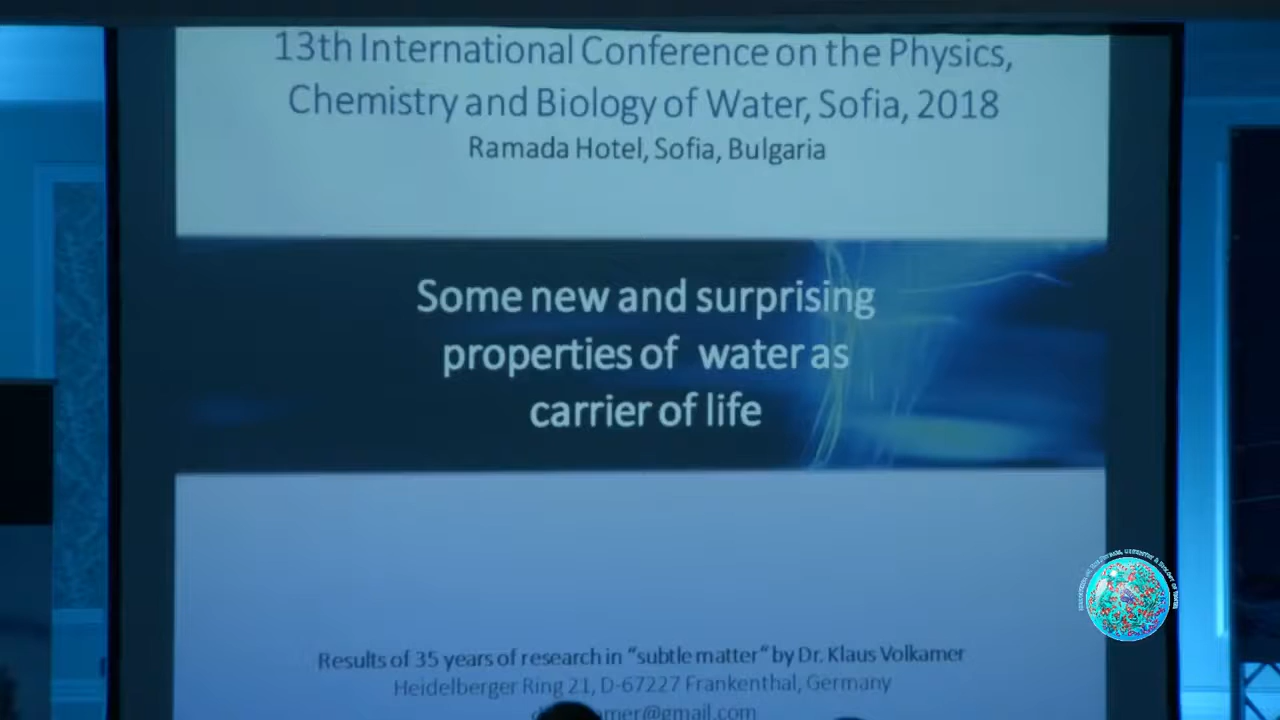 13th International Conference on the Physics,
Chemistry and Biology of Water, Sofia, 2018
Ramada Hotel, Sofia, Bulgaria
Some new and surprising
properties of water as
carrier of life
Results of 35 years of research in “subtle matter“ by Dr. Klaus Volkamer
Heidelberger Ring 21, D-67227 Frankenthal, Germany